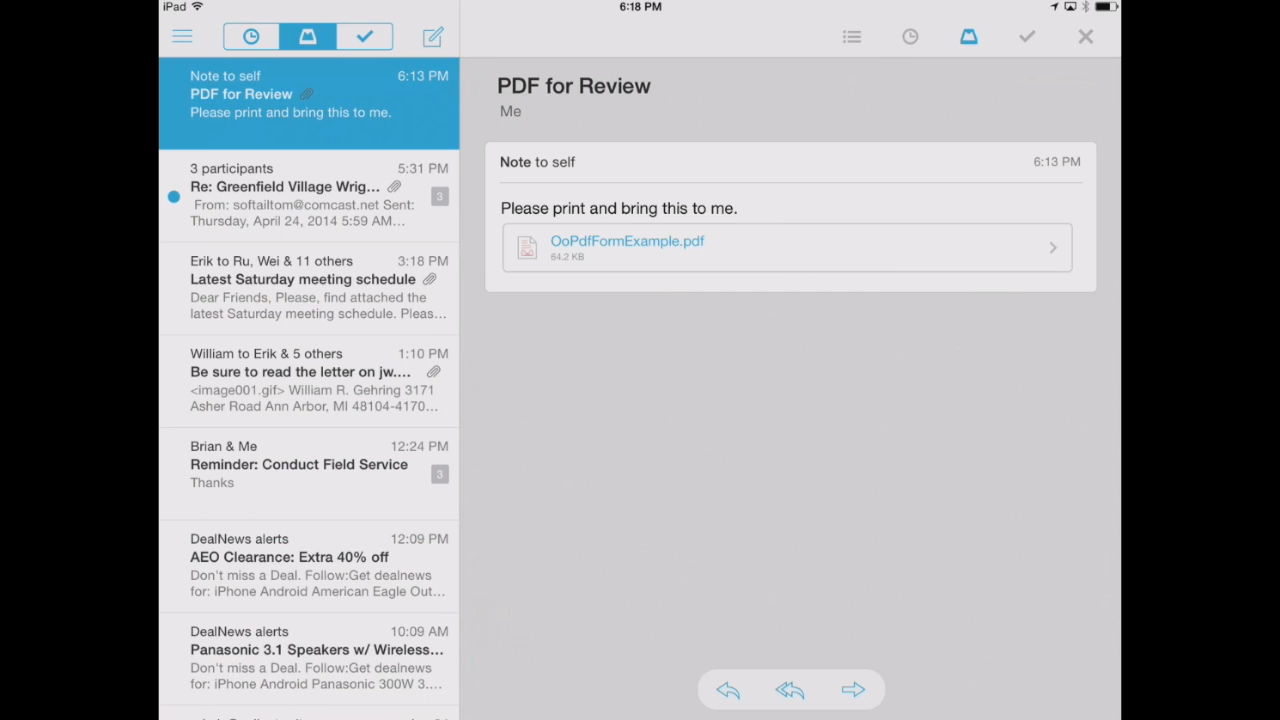 iPad
6:18 PM
Note to self 6:13 PM
PDF for Review
Please print and bring this to me.
3 participants 5:31 PM
Re: Greenfield Village Wrig...
3
From: softailtom@comcast.net Sent:
Thursday, April 24, 2014 5:59 AM...
Erik to Ru, Wei & 11 others 3:18 PM
Latest Saturday meeting schedule
Dear Friends, Please, find attached the
latest Saturday meeting schedule. Pleas...
William to Erik & 5 others 1:10 PM
Be sure to read the letter on jw....
<image001.gif> William R. Gehring 3171
Asher Road Ann Arbor, MI 48104-4170...
Brian & Me 12:24 PM
Reminder: Conduct Field Service
3
Thanks
DealNews alerts 12:09 PM
AEO Clearance: Extra 40% off
Don't miss a Deal. Follow:Get dealnews
for: iPhone Android American Eagle Out...
DealNews alerts 10:09 AM
Panasonic 3.1 Speakers w/ Wireless...
Don't miss a Deal. Follow:Get dealnews
for: iPhone Android Panasonic 300W 3....
PDF for Review
Me
Note to self 6:13 PM
Please print and bring this to me.
OoPdfFormExample.pdf
64.2 KB